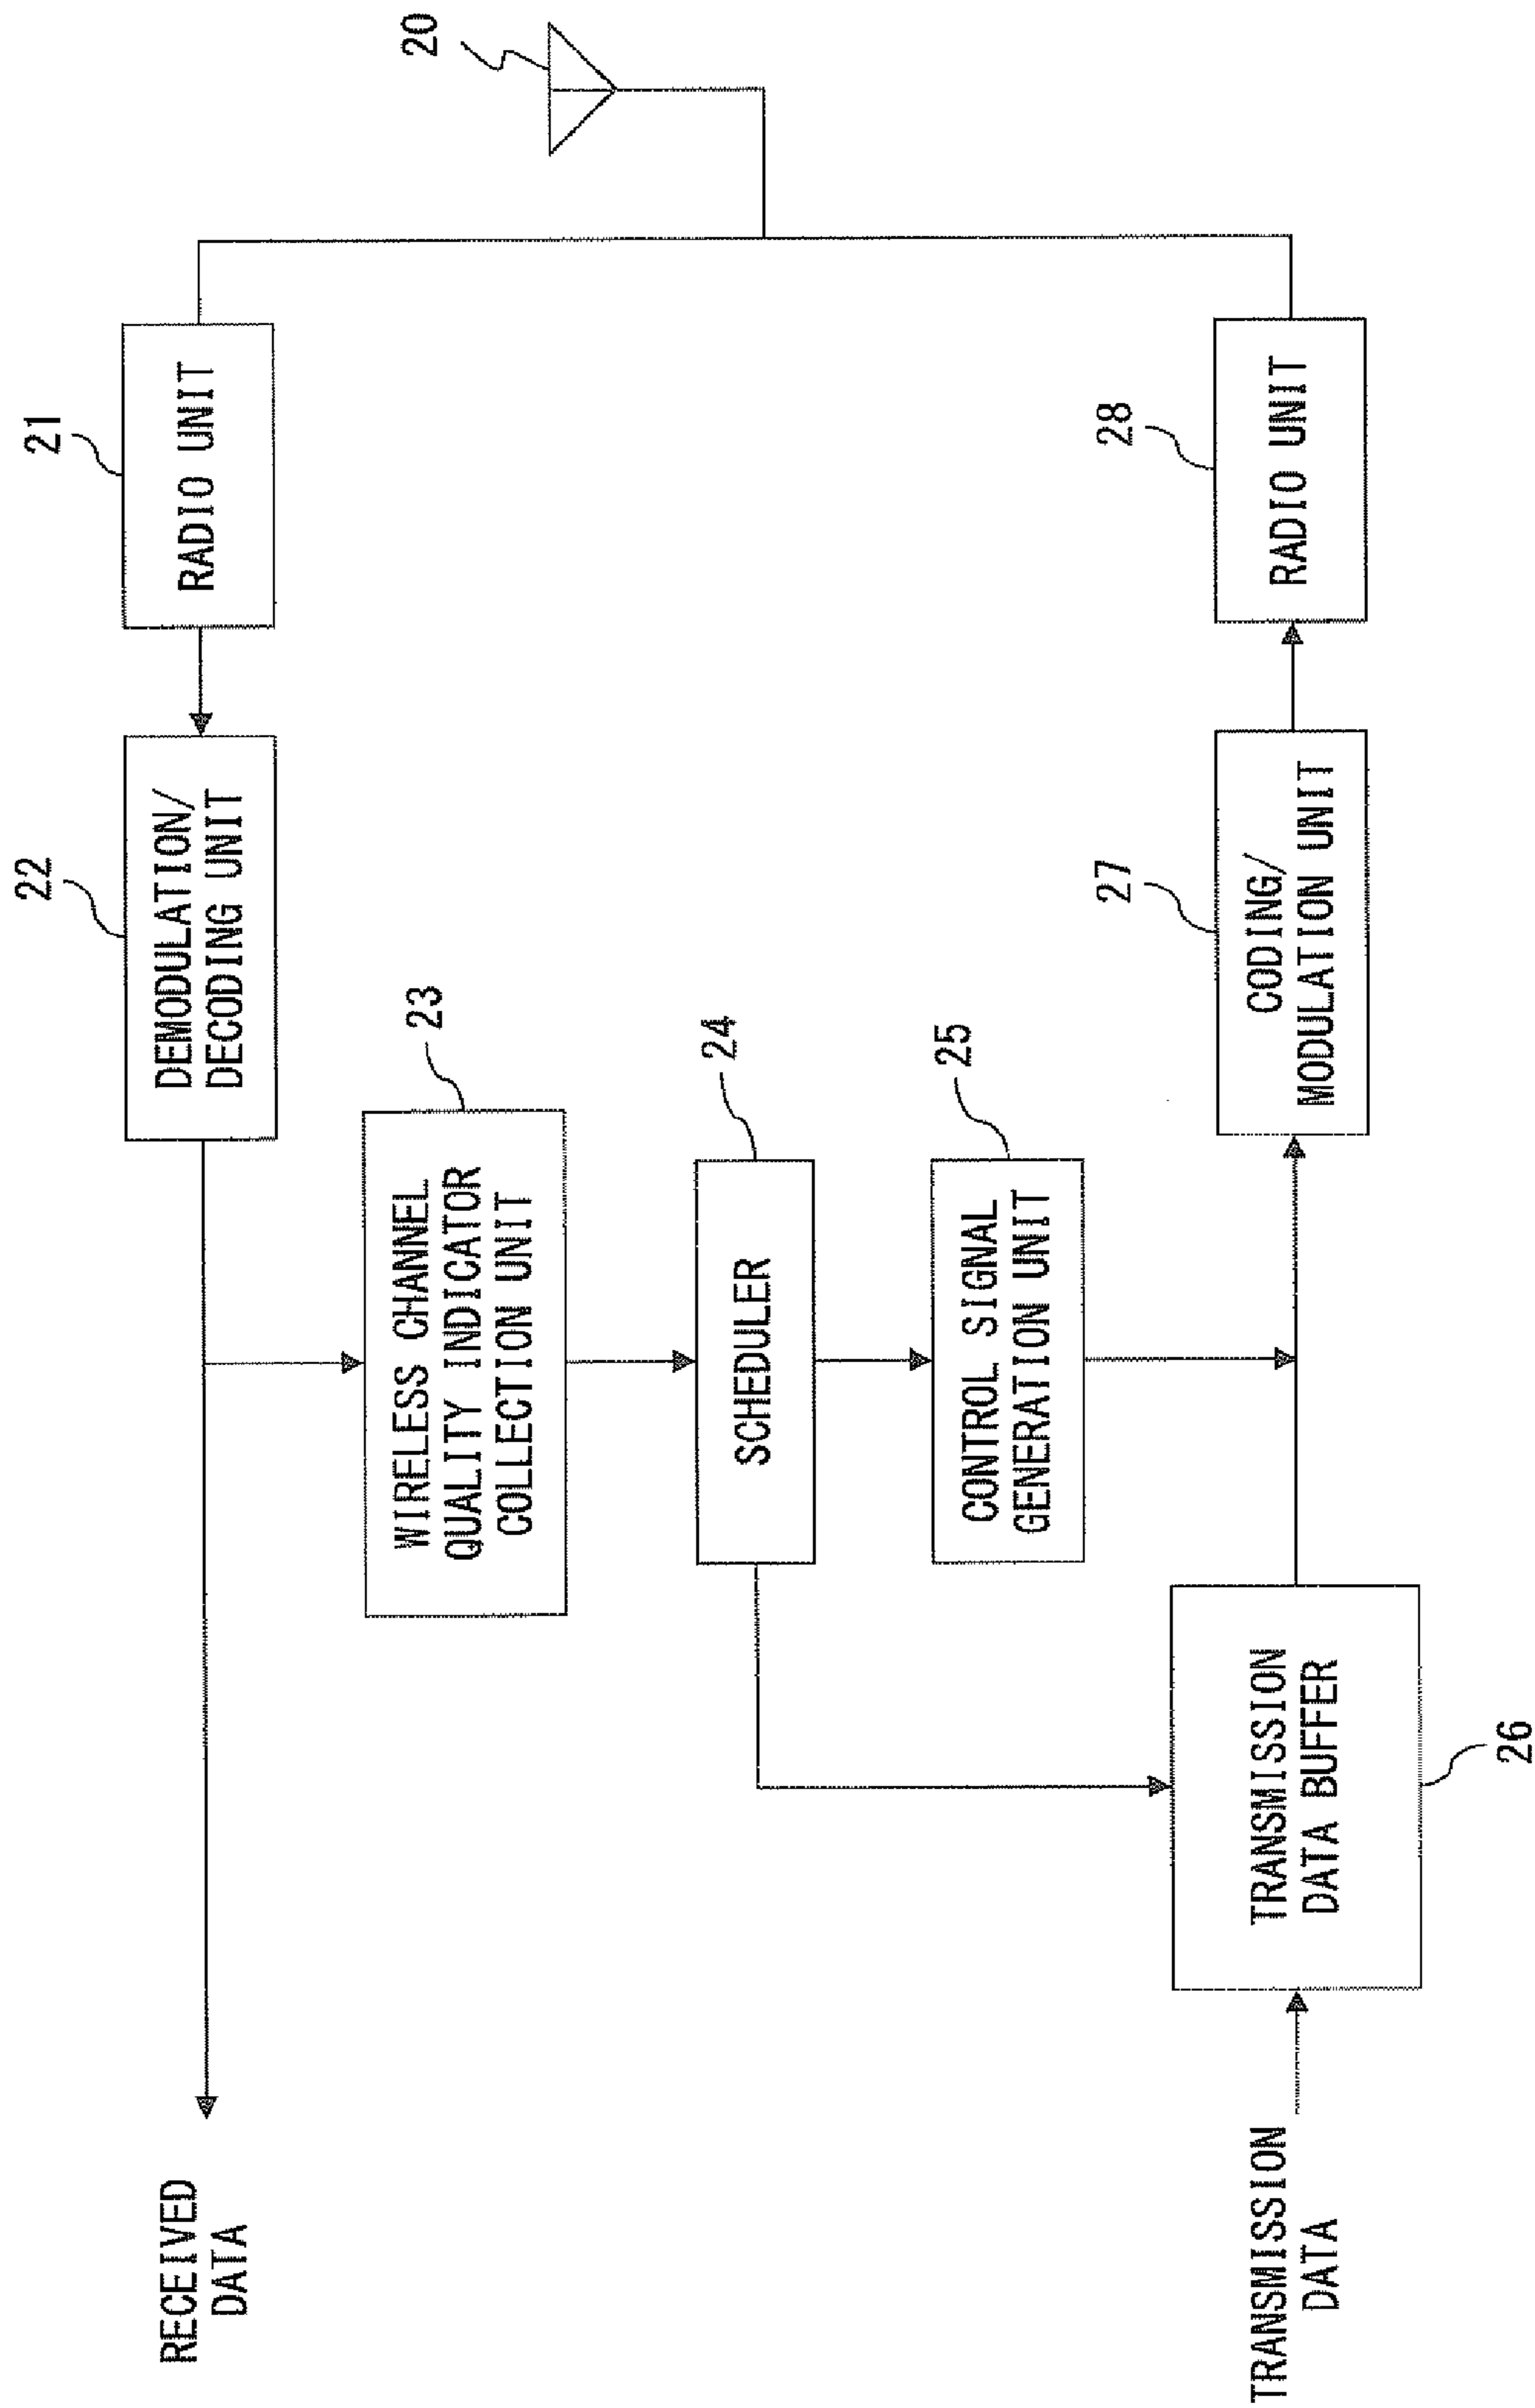 RECEIVED
DATA
22
DEMODULATION/
DECODING UNIT
21
RADIO UNIT
20
23
WIRELESS CHANNEL
QUALITY INDICATOR
COLLECTION UNIT
24
SCHEDULER
25
CONTROL SIGNAL
GENERATION UNIT
TRANSMISSION
DATA
TRANSMISSION
DATA BUFFER
26
27
CODING/
MODULATION UNIT
28
RADIO UNIT